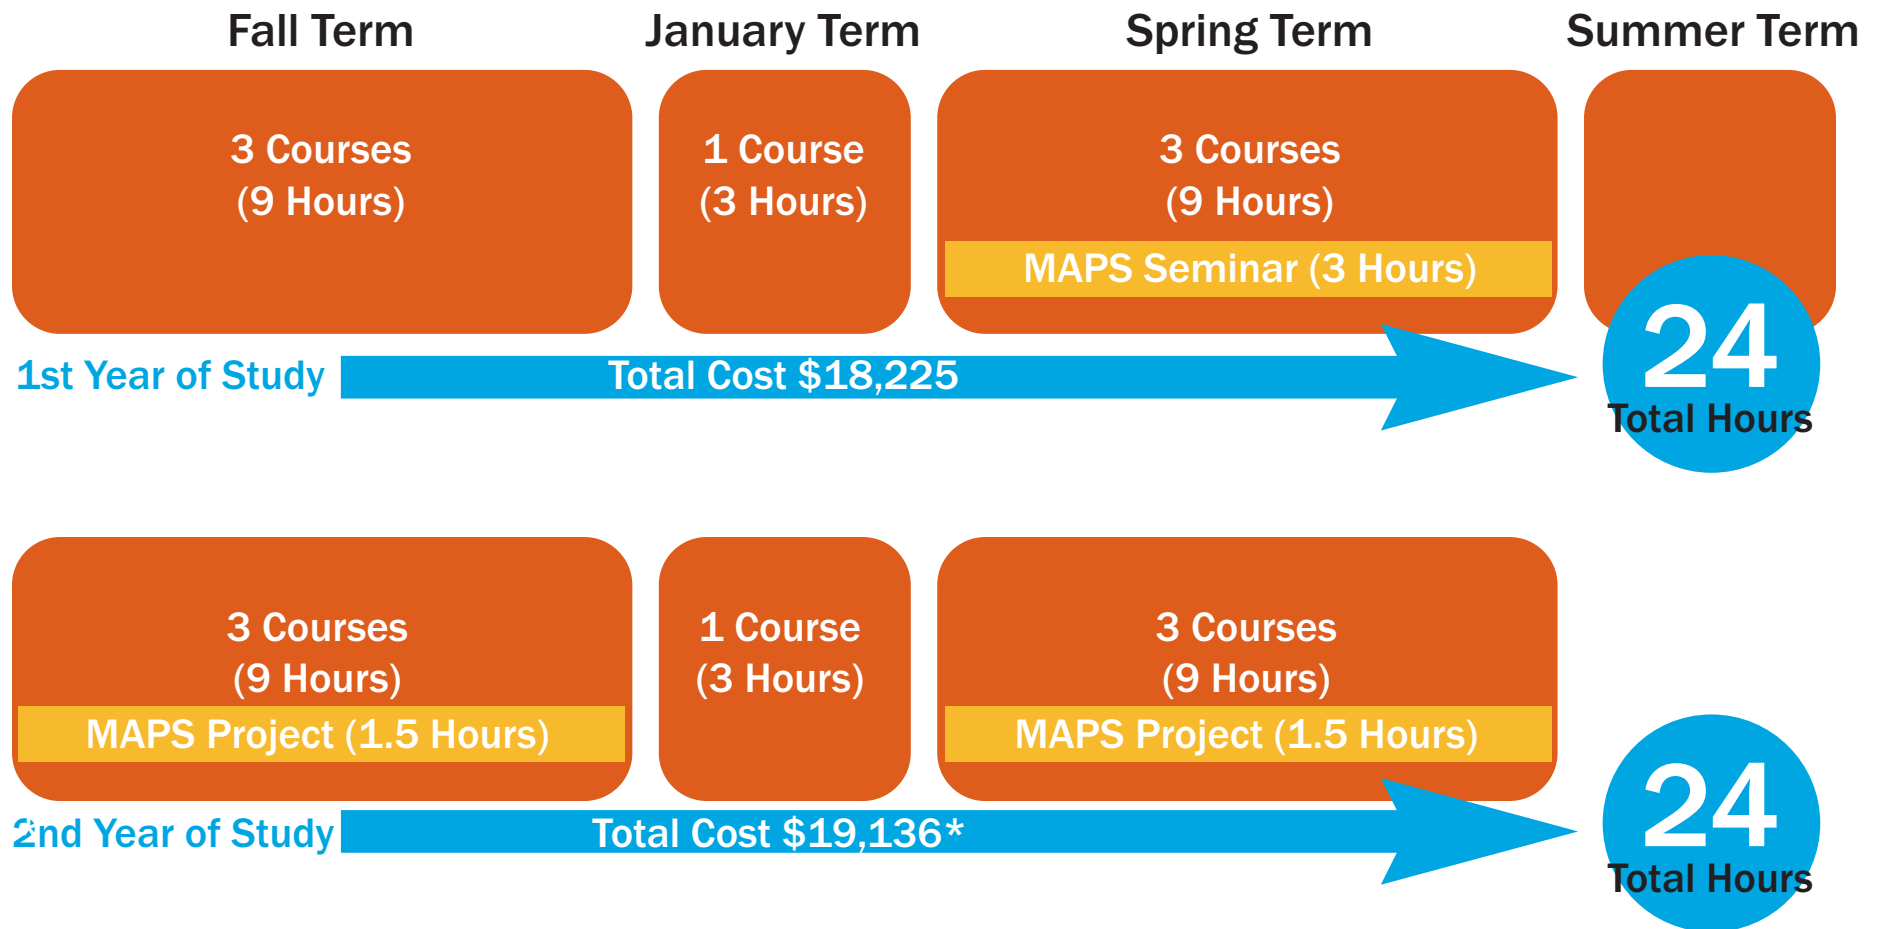 Fall Term
January Term
Spring Term
Summer Term
3 Courses
(9 Hours)
1 Course
(3 Hours)
3 Courses
(9 Hours)
MAPS Seminar (3 Hours)
1st Year of Study
Total Cost $18,225
24
Total Hours
3 Courses
(9 Hours)
MAPS Project (1.5 Hours)
1 Course
(3 Hours)
3 Courses
(9 Hours)
MAPS Project (1.5 Hours)
2nd Year of Study
Total Cost $19,136*
24
Total Hours